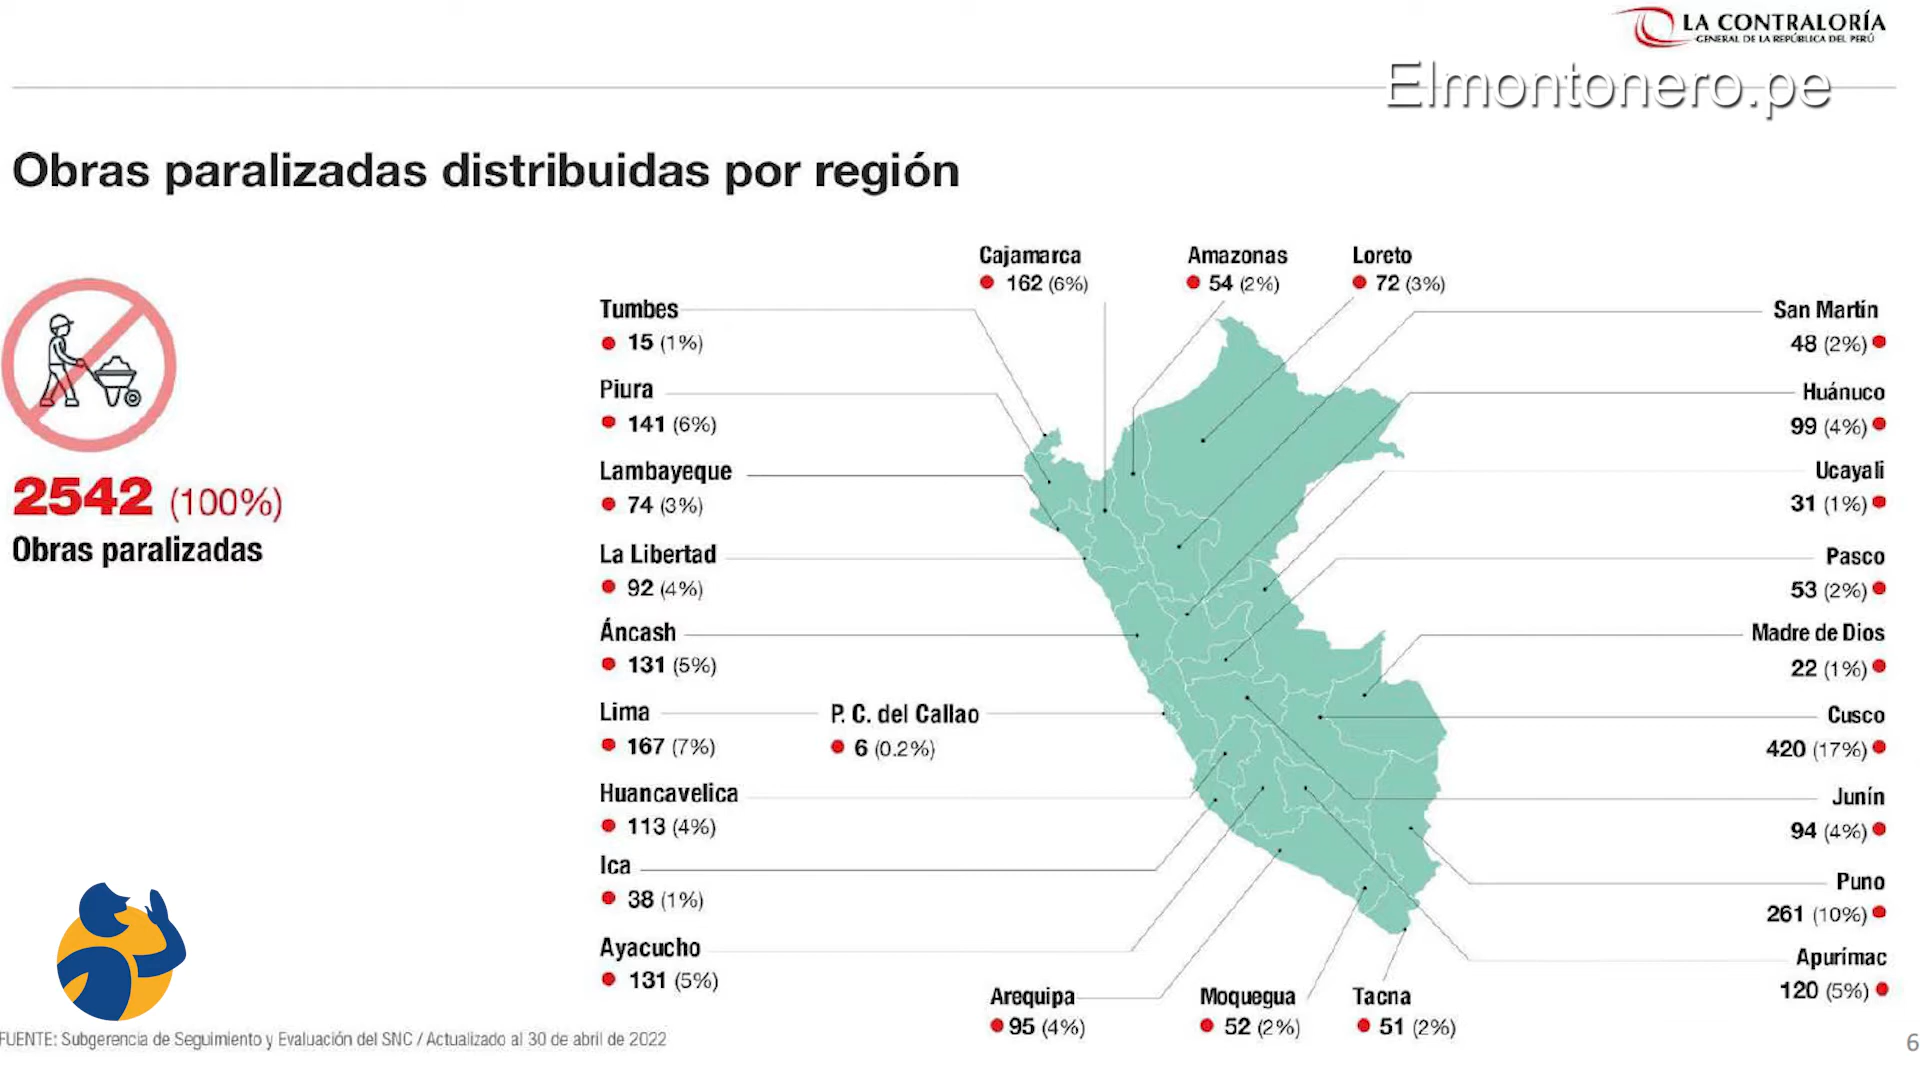 LA CONTRALORÍA
GENERAL DE LA REPÚBLICA DEL PERÚ
Elmontonero.pe
Obras paralizadas distribuidas por región
2542 (100%)
Obras paralizadas
Cajamarca
162 (6%)
Amazonas
54 (2%)
Loreto
72 (3%)
Tumbes
15 (1%)
Piura
141 (6%)
Lambayeque
74 (3%)
La Libertad
92 (4%)
Áncash
131 (5%)
Lima
167 (7%)
P. C. del Callao
6 (0.2%)
Huancavelica
113 (4%)
Ica
38 (1%)
Ayacucho
131 (5%)
Arequipa
95 (4%)
Moquegua
52 (2%)
Tacna
51 (2%)
San Martín
48 (2%)
Huánuco
99 (4%)
Ucayali
31 (1%)
Pasco
53 (2%)
Madre de Dios
22 (1%)
Cusco
420 (17%)
Junín
94 (4%)
Puno
261 (10%)
Apurímac
120 (5%)
FUENTE: Subgerencia de Seguimiento y Evaluación del SNC / Actualizado al 30 de abril de 2022
6